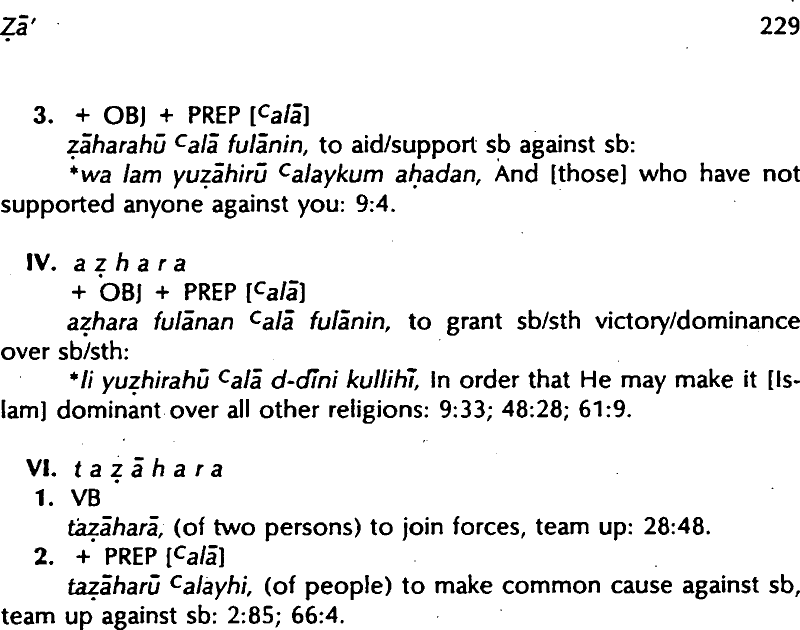 Ẓā’ 229
3. + OBJ + PREP [ᶜalā]
ẓāharahū ᶜalā fulānin, to aid/support sb against sb:
*wa lam yuẓāhirū ᶜalaykum aḥadan, And [those] who have not
supported anyone against you: 9:4.
IV. a ẓ h a r a
+ OBJ + PREP [ᶜalā]
aẓhara fulānan ᶜalā fulānin, to grant sb/sth victory/dominance
over sb/sth:
*li yuẓhirahū ᶜalā d-dīni kullihī, In order that He may make it [Is-
lam] dominant over all other religions: 9:33; 48:28; 61:9.
VI. t a ẓ ā h a r a
1. VB
taẓāharā, (of two persons) to join forces, team up: 28:48.
2. + PREP [ᶜalā]
taẓāharū ᶜalayhi, (of people) to make common cause against sb,
team up against sb: 2:85; 66:4.